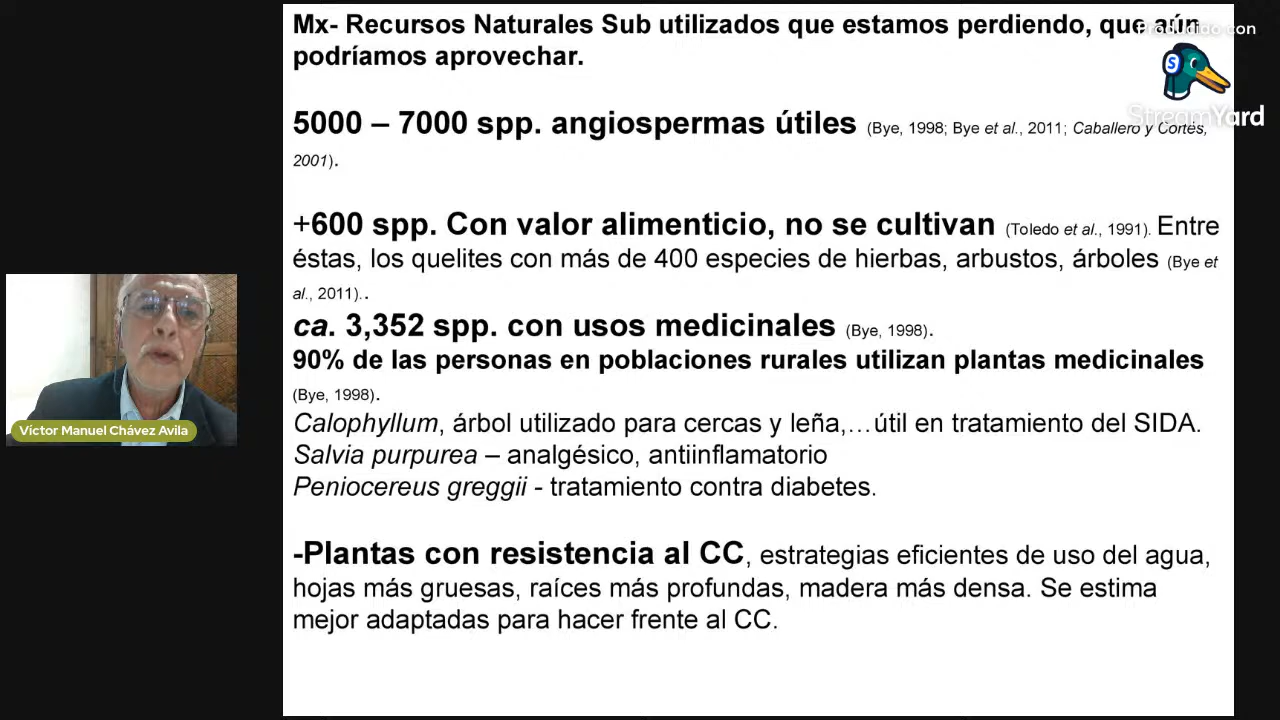 Mx- Recursos Naturales Sub utilizados que estamos perdiendo, que aún
podríamos aprovechar.
Producido con
StreamYard
5000 – 7000 spp. angiospermas útiles (Bye, 1998; Bye et al., 2011; Caballero y Cortés,
2001).
+600 spp. Con valor alimenticio, no se cultivan (Toledo et al., 1991). Entre
éstas, los quelites con más de 400 especies de hierbas, arbustos, árboles (Bye et
al., 2011)..
ca. 3,352 spp. con usos medicinales (Bye, 1998).
90% de las personas en poblaciones rurales utilizan plantas medicinales
(Bye, 1998).
Calophyllum, árbol utilizado para cercas y leña,…útil en tratamiento del SIDA.
Salvia purpurea – analgésico, antiinflamatorio
Peniocereus greggii - tratamiento contra diabetes.
-Plantas con resistencia al CC, estrategias eficientes de uso del agua,
hojas más gruesas, raíces más profundas, madera más densa. Se estima
mejor adaptadas para hacer frente al CC.
Víctor Manuel Chávez Avila